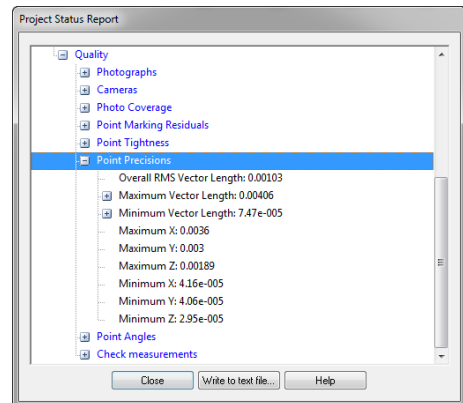 Project Status Report
Quality
Photographs
Cameras
Photo Coverage
Point Marking Residuals
Point Tightness
Point Precisions
Overall RMS Vector Length: 0.00103
Maximum Vector Length: 0.00406
Minimum Vector Length: 7.47e-005
Maximum X: 0.0036
Maximum Y: 0.003
Maximum Z: 0.00189
Minimum X: 4.16e-005
Minimum Y: 4.06e-005
Minimum Z: 2.95e-005
Point Angles
Check measurements
Close Write to text file... Help